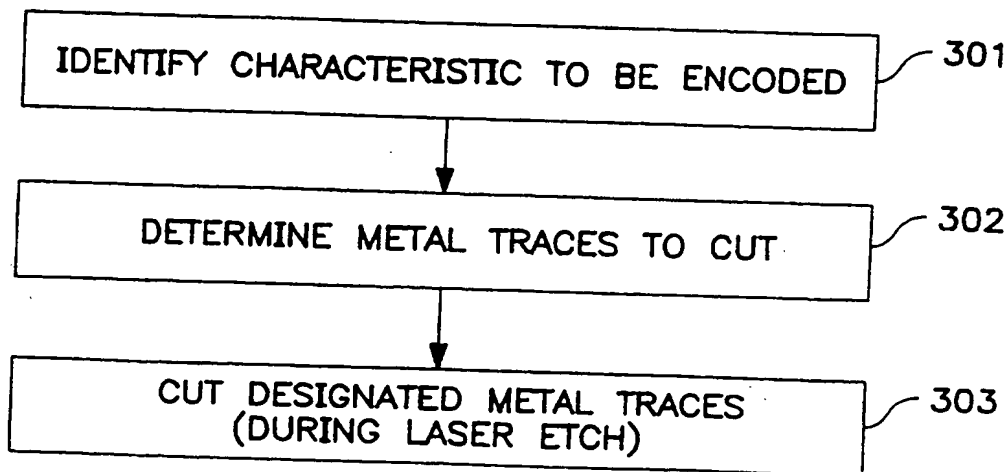 IDENTIFY CHARACTERISTIC TO BE ENCODED
301
DETERMINE METAL TRACES TO CUT
302
CUT DESIGNATED METAL TRACES
(DURING LASER ETCH)
303